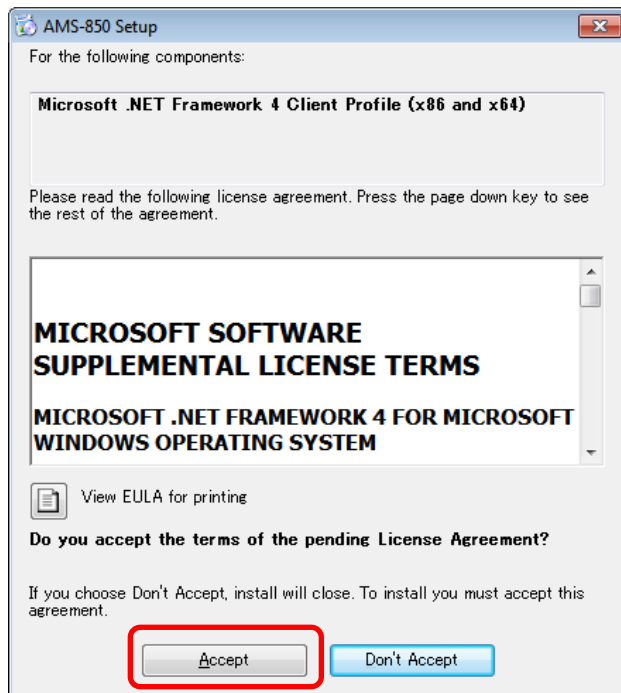 AMS-850 Setup
For the following components:
Microsoft .NET Framework 4 Client Profile (x86 and x64)
Please read the following license agreement. Press the page down key to see
the rest of the agreement.
MICROSOFT SOFTWARE
SUPPLEMENTAL LICENSE TERMS
MICROSOFT .NET FRAMEWORK 4 FOR MICROSOFT
WINDOWS OPERATING SYSTEM
View EULA for printing
Do you accept the terms of the pending License Agreement?
If you choose Don't Accept, install will close. To install you must accept this
agreement.
Accept
Don't Accept